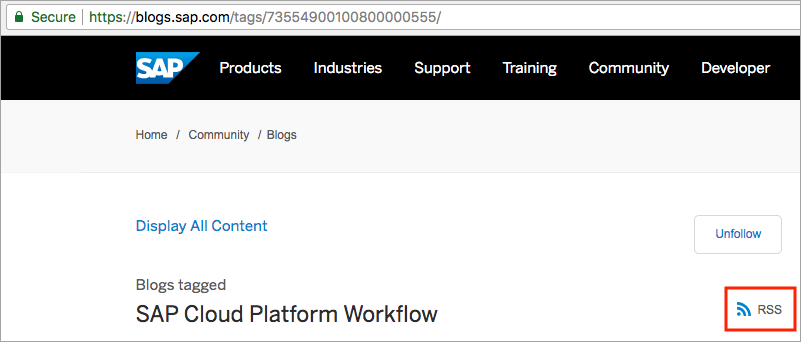 Secure https://blogs.sap.com/tags/73554900100800000555/
SAP Products Industries Support Training Community Developer
Home / Community / Blogs
Display All Content
Unfollow
Blogs tagged
SAP Cloud Platform Workflow
RSS